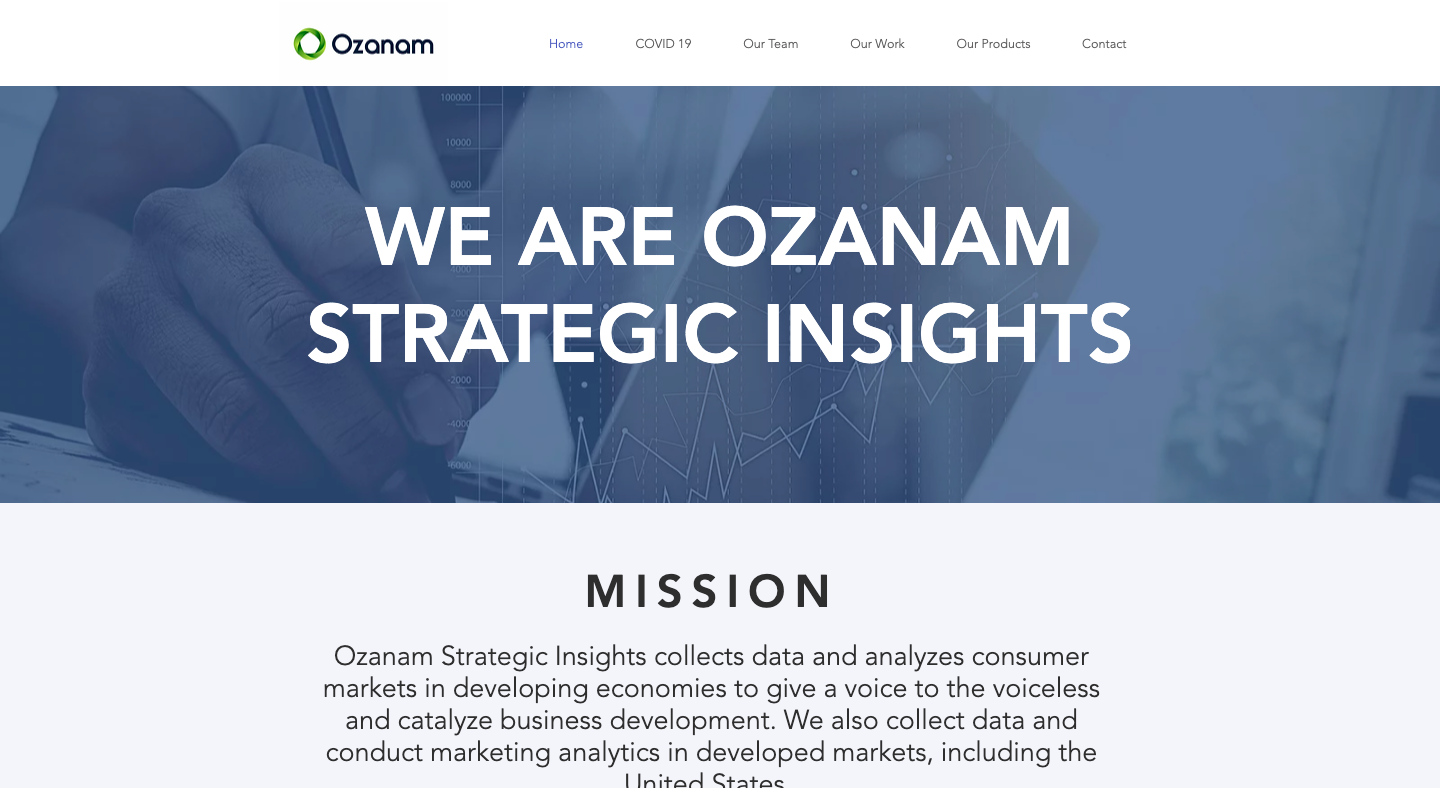 Ozanam
Home COVID 19 Our Team Our Work Our Products Contact
100000
10000
8000
WE ARE OZANAM
4000
2000
STRATEGIC INSIGHTS
-2000
-4000
-6000
MISSION
Ozanam Strategic Insights collects data and analyzes consumer
markets in developing economies to give a voice to the voiceless
and catalyze business development. We also collect data and
conduct marketing analytics in developed markets, including the
United States.